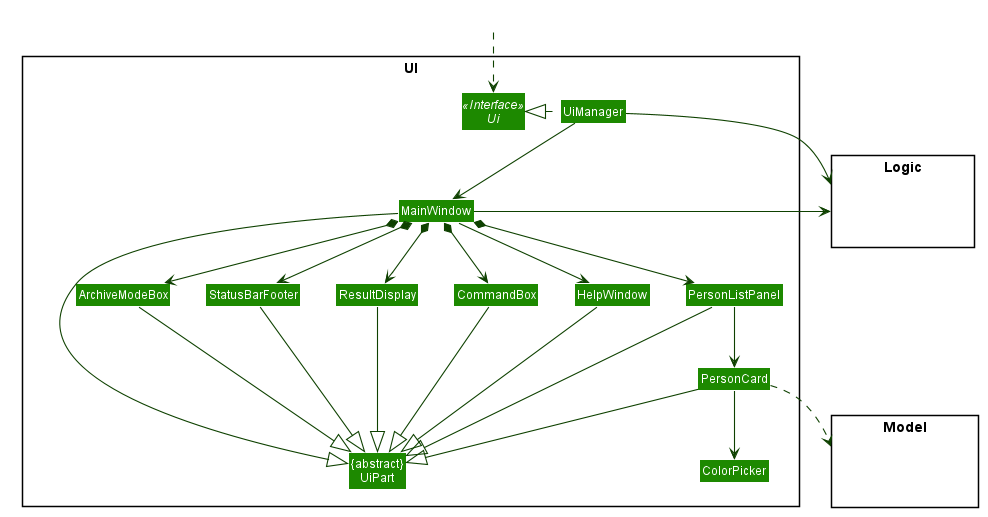 UI
«Interface»
Ui
UiManager
Logic
MainWindow
ArchiveModeBox
StatusBarFooter
ResultDisplay
CommandBox
HelpWindow
PersonListPanel
PersonCard
Model
{abstract}
UiPart
ColorPicker